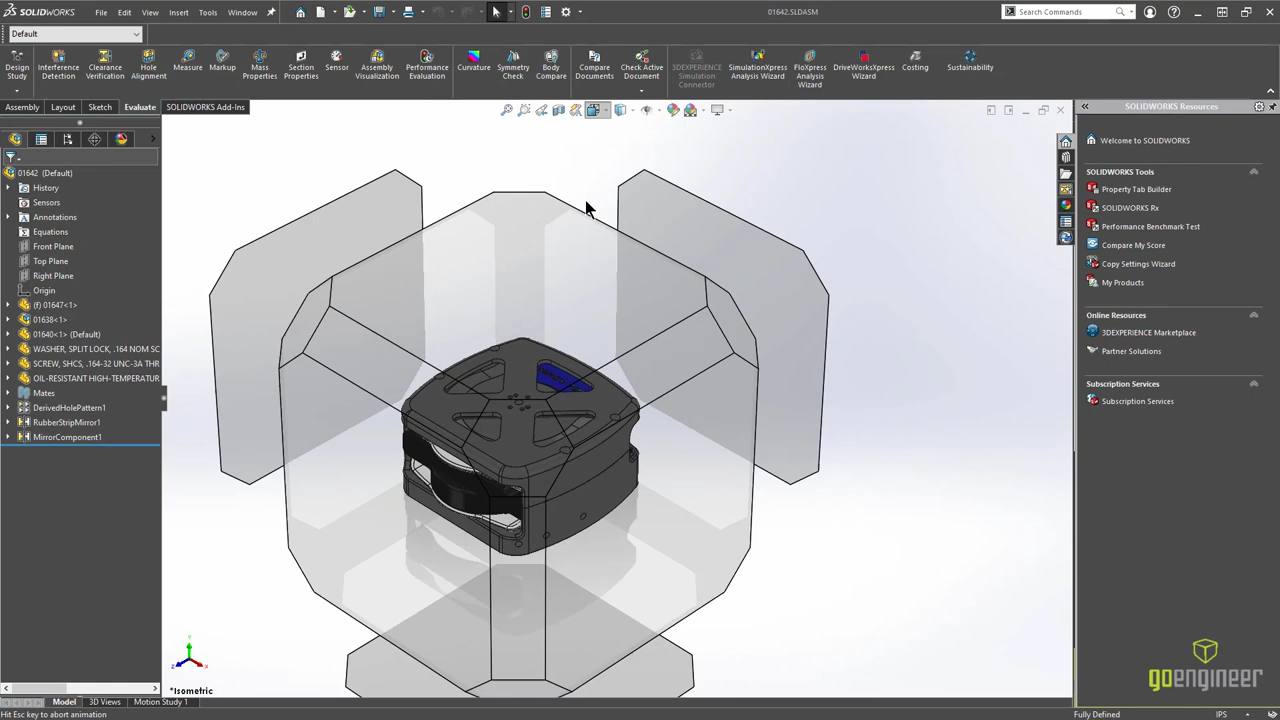 SOLIDWORKS File Edit View Insert Tools Window 01642.SLDASM Search Commands
Default
Design Study Interference Detection Clearance Verification Hole Alignment Measure Markup Mass Properties Section Properties Sensor Assembly Visualization Performance Evaluation Curvature Symmetry Check Body Compare Compare Documents Check Active Document 3DEXPERIENCE Simulation Connector SimulationXpress Analysis Wizard FloXpress Analysis Wizard DriveWorksXpress Wizard Costing Sustainability
Assembly Layout Sketch Evaluate SOLIDWORKS Add-Ins
SOLIDWORKS Resources
01642 (Default)
History
Sensors
Annotations
Equations
Front Plane
Top Plane
Right Plane
Origin
(f) 01647<1>
01638<1>
01640<1> (Default)
WASHER, SPLIT LOCK, .164 NOM SC
SCREW, SHCS, .164-32 UNC-3A THR
OIL-RESISTANT HIGH-TEMPERATUR
Mates
DerivedHolePattern1
RubberStripMirror1
MirrorComponent1
Welcome to SOLIDWORKS
SOLIDWORKS Tools
Property Tab Builder
SOLIDWORKS Rx
Performance Benchmark Test
Compare My Score
Copy Settings Wizard
My Products
Online Resources
3DEXPERIENCE Marketplace
Partner Solutions
Subscription Services
Subscription Services
Y
Z X
*Isometric
goengineer
Model 3D Views Motion Study 1
Hit Esc key to abort animation Fully Defined IPS